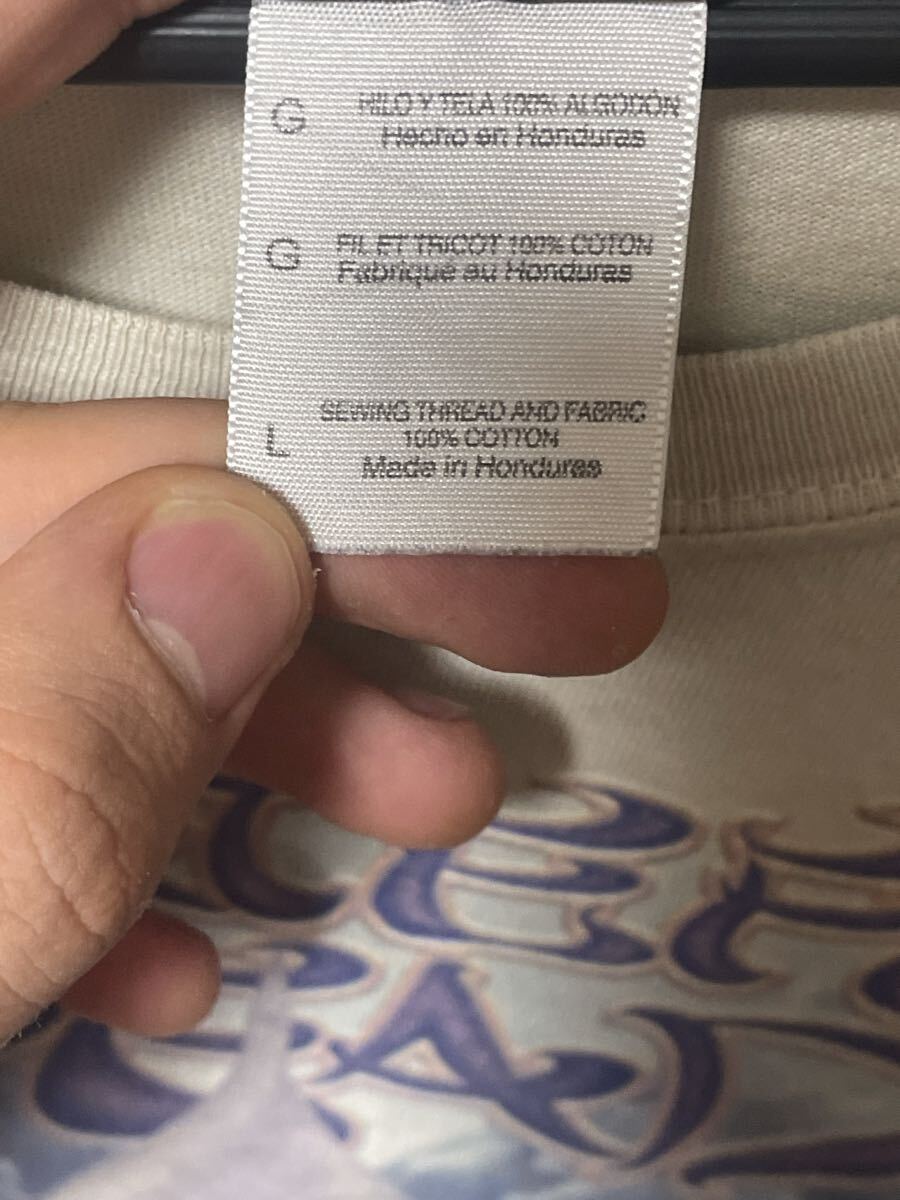 G HILO Y TELA 100% ALGODÓN
Hecho en Honduras
G FIL ET TRICOT 100% COTON
Fabriqué au Honduras
SEWING THREAD AND FABRIC
L 100% COTTON
Made in Honduras